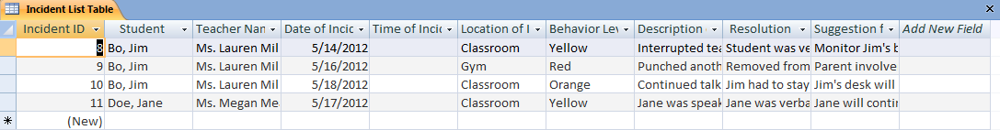 Incident List Table
Incident ID Student Teacher Nam Date of Incic Time of Incic Location of I Behavior Lev Description Resolution Suggestion f Add New Field
8 Bo, Jim Ms. Lauren Mil 5/14/2012 Classroom Yellow Interrupted tea Student was ve Monitor Jim's b
9 Bo, Jim Ms. Lauren Mil 5/16/2012 Gym Red Punched anoth Removed from Parent involve
10 Bo, Jim Ms. Lauren Mil 5/18/2012 Classroom Orange Continued talk Jim had to stay Jim's desk will
11 Doe, Jane Ms. Megan Me 5/17/2012 Classroom Yellow Jane was speak Jane was verba Jane will contin
(New)